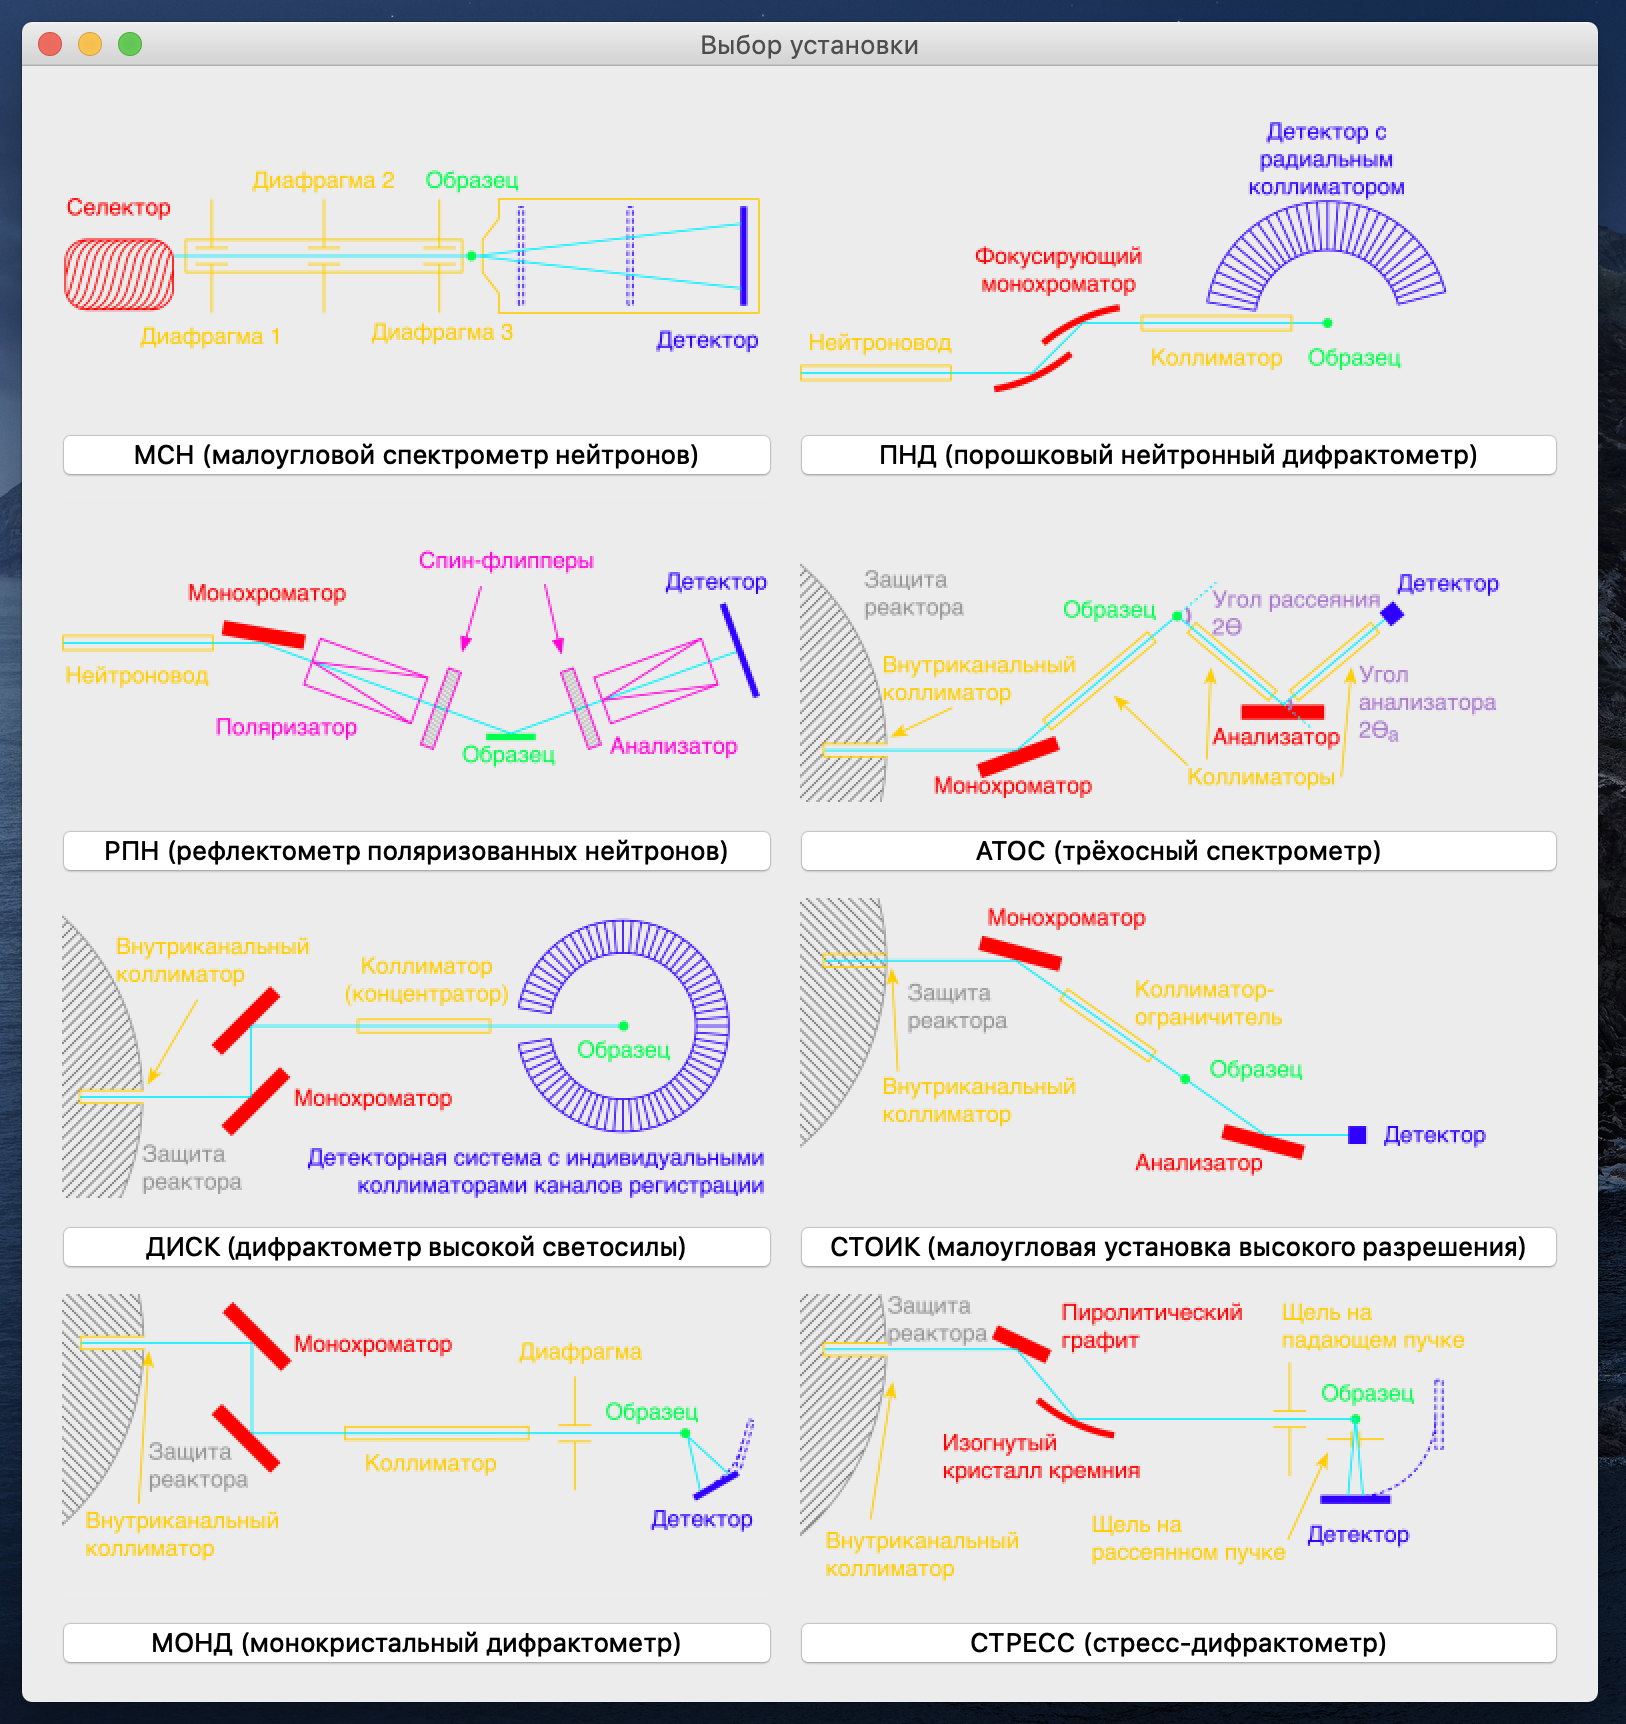 Выбор установки
Диафрагма 2
Образец
Селектор
Диафрагма 1
Диафрагма 3
Детектор
МСН (малоугловой спектрометр нейтронов)
Детектор с
радиальным
коллиматором
Фокусирующий
монохроматор
Нейтроновод
Коллиматор
Образец
ПНД (порошковый нейтронный дифрактометр)
Спин-флипперы
Монохроматор
Детектор
Нейтроновод
Поляризатор
Образец
Анализатор
РПН (рефлектометр поляризованных нейтронов)
Защита
реактора
Образец
Угол рассеяния
2Θ
Детектор
Внутриканальный
коллиматор
Угол
анализатора
2Θa
Анализатор
Монохроматор
Коллиматоры
АТОС (трёхосный спектрометр)
Внутриканальный
коллиматор
Коллиматор
(концентратор)
Образец
Монохроматор
Защита
реактора
Детекторная система с индивидуальными
коллиматорами каналов регистрации
ДИСК (дифрактометр высокой светосилы)
Монохроматор
Защита
реактора
Коллиматор-
ограничитель
Внутриканальный
коллиматор
Образец
Детектор
Анализатор
СТОИК (малоугловая установка высокого разрешения)
Монохроматор
Диафрагма
Образец
Защита
реактора
Коллиматор
Внутриканальный
коллиматор
Детектор
МОНД (монокристальный дифрактометр)
Защита
реактора
Пиролитический
графит
Щель на
падающем пучке
Образец
Изогнутый
кристалл кремния
Внутриканальный
коллиматор
Щель на
рассеянном пучке
Детектор
СТРЕСС (стресс-дифрактометр)